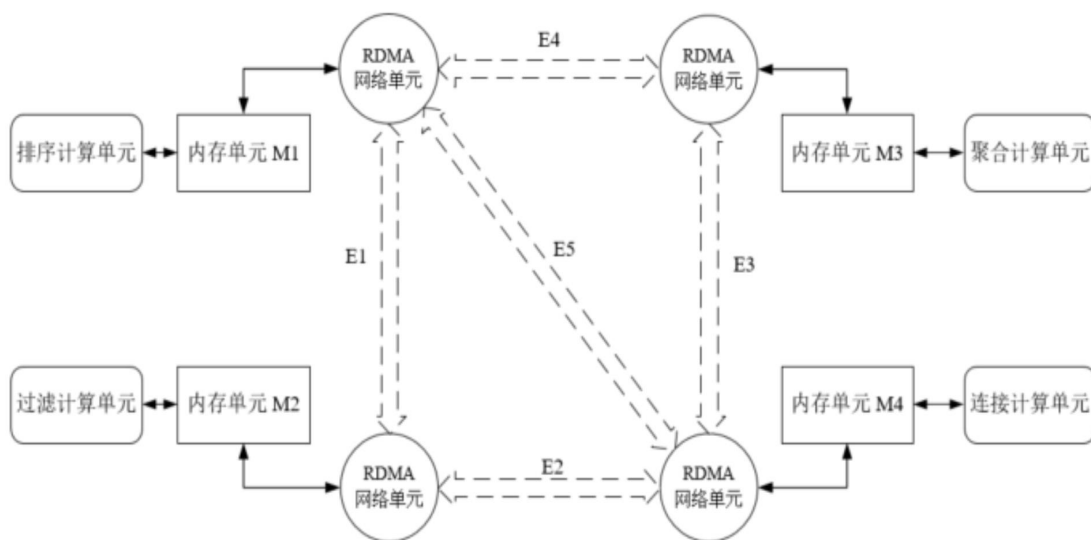 RDMA
网络单元
E4
RDMA
网络单元
排序计算单元
内存单元 M1
内存单元 M3
聚合计算单元
E1
E5
E3
过滤计算单元
内存单元 M2
内存单元 M4
连接计算单元
RDMA
网络单元
E2
RDMA
网络单元